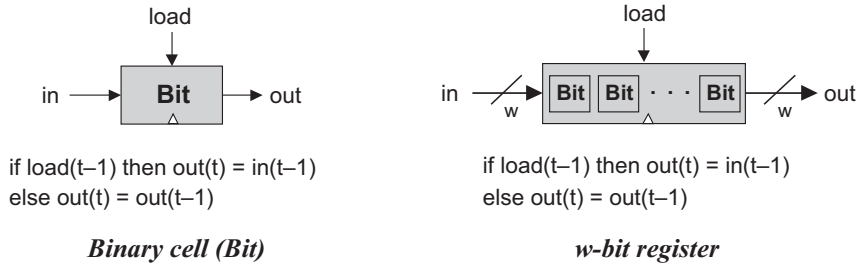 load
in
Bit
out
if load(t–1) then out(t) = in(t–1)
else out(t) = out(t–1)
Binary cell (Bit)
load
in
w
Bit Bit · · · Bit
w
out
if load(t–1) then out(t) = in(t–1)
else out(t) = out(t–1)
w-bit register